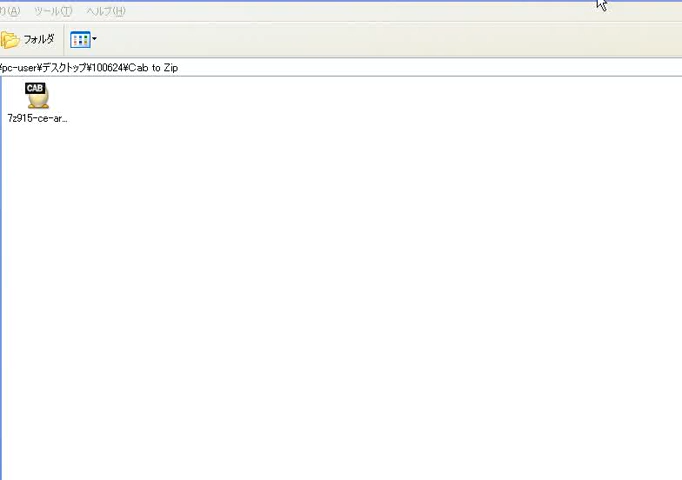 り(A) ツール(T) ヘルプ(H)
フォルダ
¥pc-user¥デスクトップ¥100624¥Cab to Zip
CAB
7z915-ce-ar...